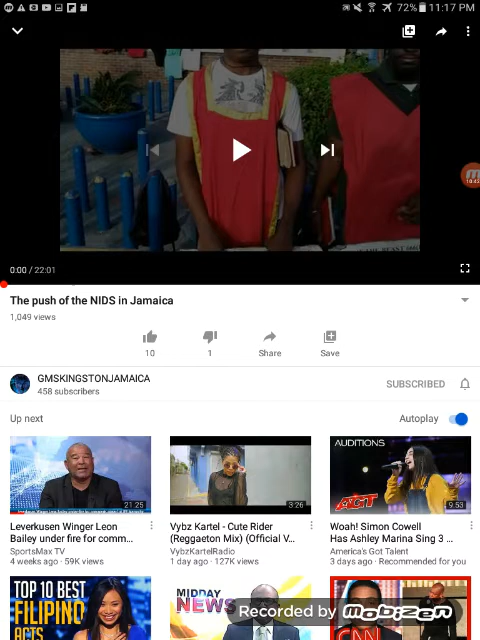 72% 11:17 PM
10:43
0:00 / 22:01
The push of the NIDS in Jamaica
1,049 views
10
1
Share
Save
GMSKINGSTONJAMAICA
458 subscribers
SUBSCRIBED
Up next
Autoplay
21:25
3:26
AUDITIONS
AGT
9:53
Leverkusen Winger Leon
Bailey under fire for comm...
SportsMax TV
4 weeks ago · 59K views
Vybz Kartel - Cute Rider
(Reggaeton Mix) (Official V...
VybzKartelRadio
1 day ago · 127K views
Woah! Simon Cowell
Has Ashley Marina Sing 3 ...
America's Got Talent
3 days ago · Recommended for you
TOP 10 BEST
FILIPINO
ACTS
MIDDAY
NEWS
CNN
Recorded by Mobizen